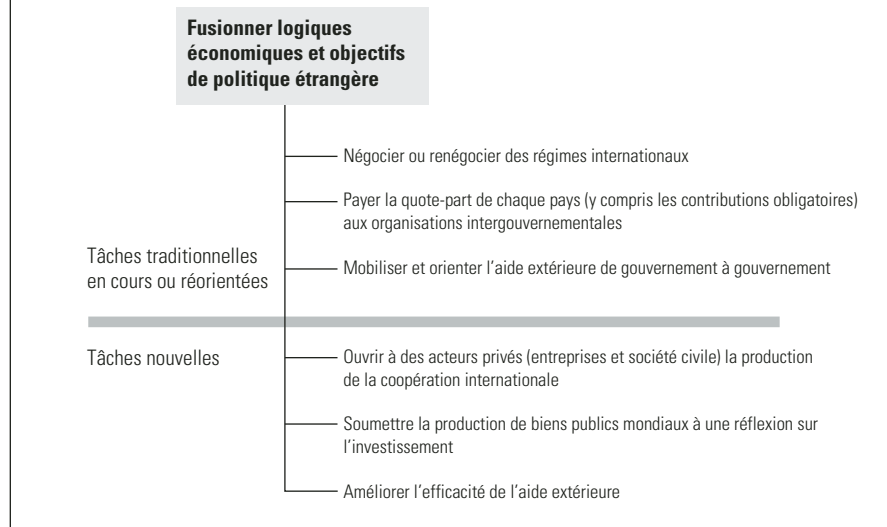 Fusionner logiques
économiques et objectifs
de politique étrangère
Négocier ou renégocier des régimes internationaux
Payer la quote-part de chaque pays (y compris les contributions obligatoires)
aux organisations intergouvernementales
Tâches traditionnelles
en cours ou réorientées
Mobiliser et orienter l’aide extérieure de gouvernement à gouvernement
Tâches nouvelles
Ouvrir à des acteurs privés (entreprises et société civile) la production
de la coopération internationale
Soumettre la production de biens publics mondiaux à une réflexion sur
l’investissement
Améliorer l’efficacité de l’aide extérieure